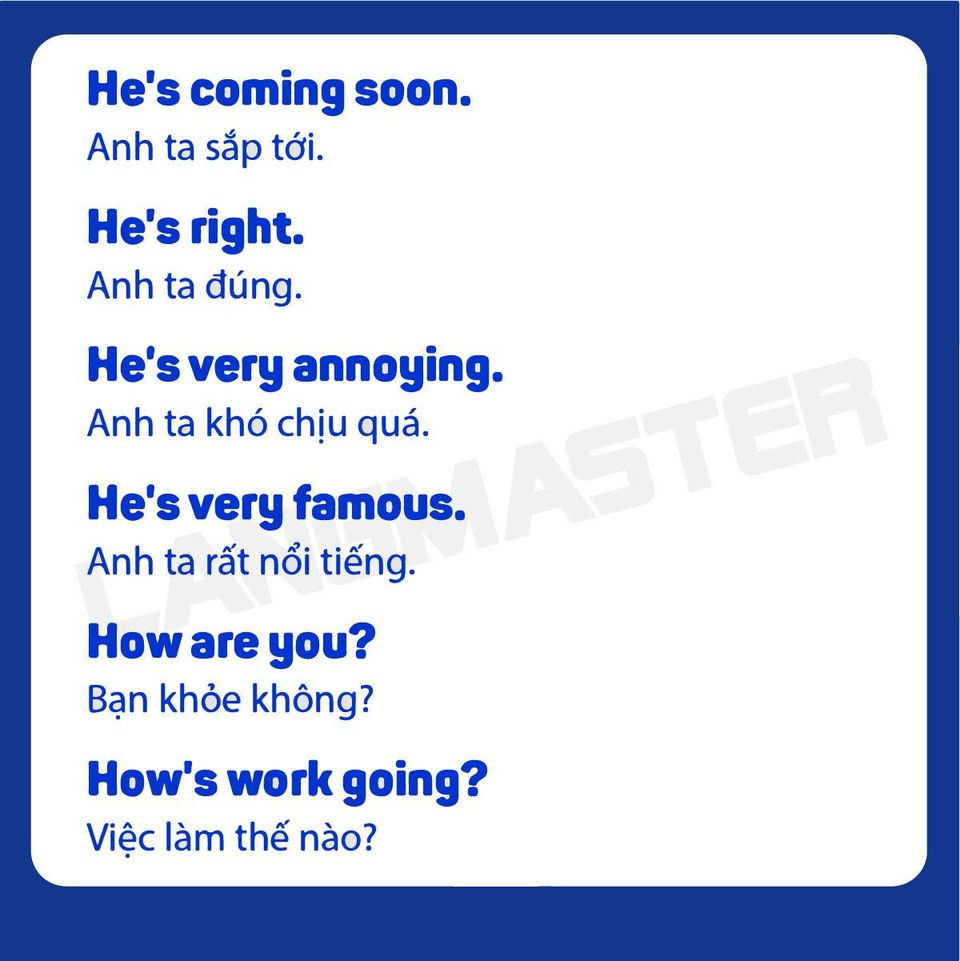 He's coming soon.
Anh ta sắp tới.
He's right.
Anh ta đúng.
He's very annoying.
Anh ta khó chịu quá.
He's very famous.
Anh ta rất nổi tiếng.
How are you?
Bạn khỏe không?
How's work going?
Việc làm thế nào?
LANGMASTER